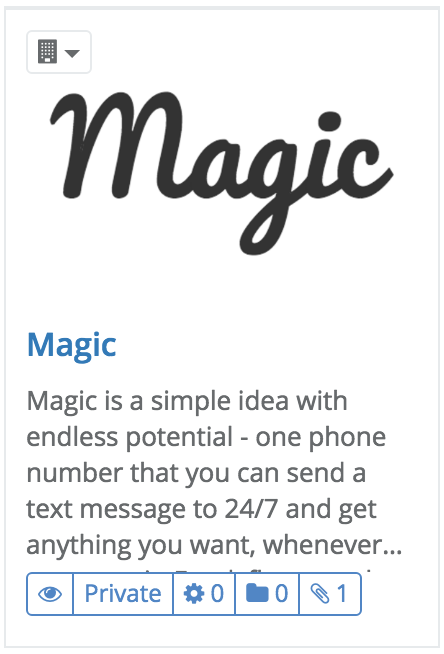 Magic
Magic
Magic is a simple idea with
endless potential - one phone
number that you can send a
text message to 24/7 and get
anything you want, whenever...
Private 0 0 1